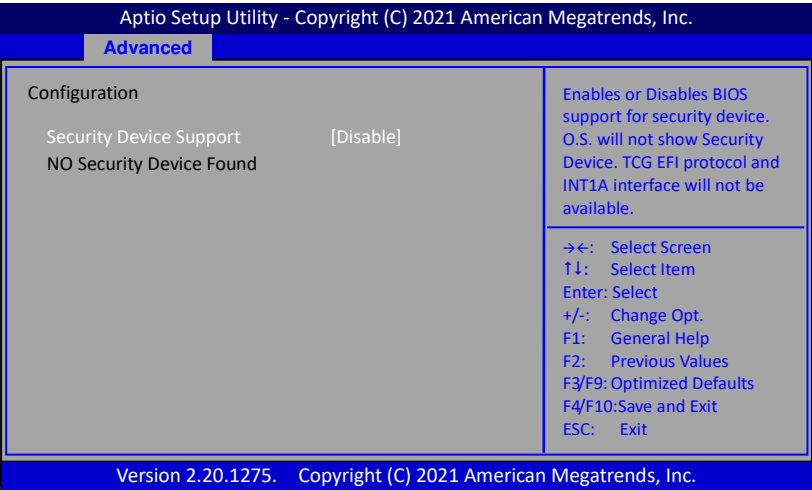 Aptio Setup Utility - Copyright (C) 2021 American Megatrends, Inc.
Advanced
Configuration
Security Device Support [Disable]
NO Security Device Found
Enables or Disables BIOS
support for security device.
O.S. will not show Security
Device. TCG EFI protocol and
INT1A interface will not be
available.
→←: Select Screen
↑↓: Select Item
Enter: Select
+/-: Change Opt.
F1: General Help
F2: Previous Values
F3/F9: Optimized Defaults
F4/F10:Save and Exit
ESC: Exit
Version 2.20.1275. Copyright (C) 2021 American Megatrends, Inc.